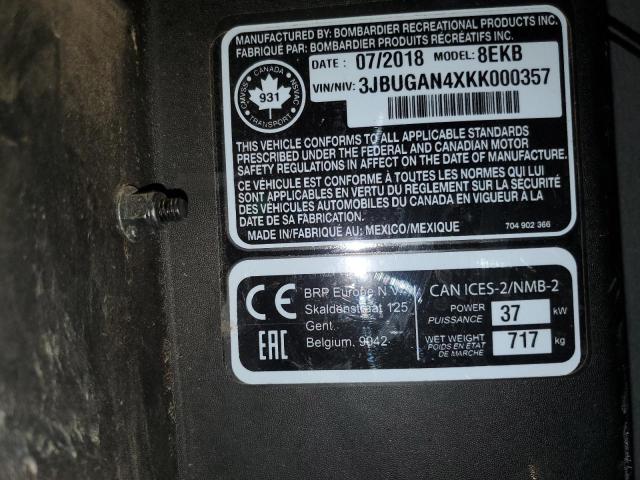 MANUFACTURED BY: BOMBARDIER RECREATIONAL PRODUCTS INC.
FABRIQUÉ PAR: BOMBARDIER PRODUITS RÉCRÉATIFS INC.
DATE : 07/2018 MODEL: 8EKB
VIN/NIV: 3JBUGAN4XKK000357
CANADA
CMVSS
NSVAC
931
TRANSPORT
THIS VEHICLE CONFORMS TO ALL APPLICABLE STANDARDS
PRESCRIBED UNDER THE FEDERAL AND CANADIAN MOTOR
SAFETY REGULATIONS IN AFFECT ON THE DATE OF MANUFACTURE.
CE VÉHICULE EST CONFORME À TOUTES LES NORMES QUI LUI
SONT APPLICABLES EN VERTU DU RÈGLEMENT SUR LA SÉCURITÉ
DES VÉHICULES AUTOMOBILES DU CANADA EN VIGUEUR À LA
DATE DE SA FABRICATION.
MADE IN/FABRIQUÉ AU: MEXICO/MEXIQUE
704 902 366
CE
EAC
BRP Europe N.V.
Skaldenstraat 125
Gent.
Belgium, 9042
CAN ICES-2/NMB-2
POWER
PUISSANCE 37 kW
WET WEIGHT
POIDS EN ÉTAT
DE MARCHE 717 kg